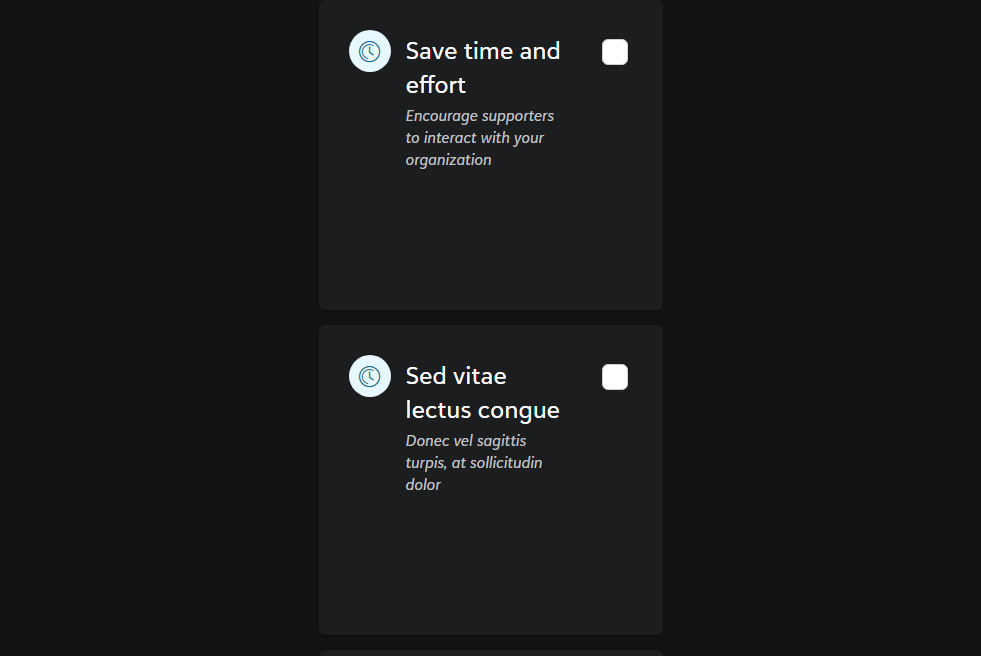 Save time and
effort
Encourage supporters
to interact with your
organization
Sed vitae
lectus congue
Donec vel sagittis
turpis, at sollicitudin
dolor